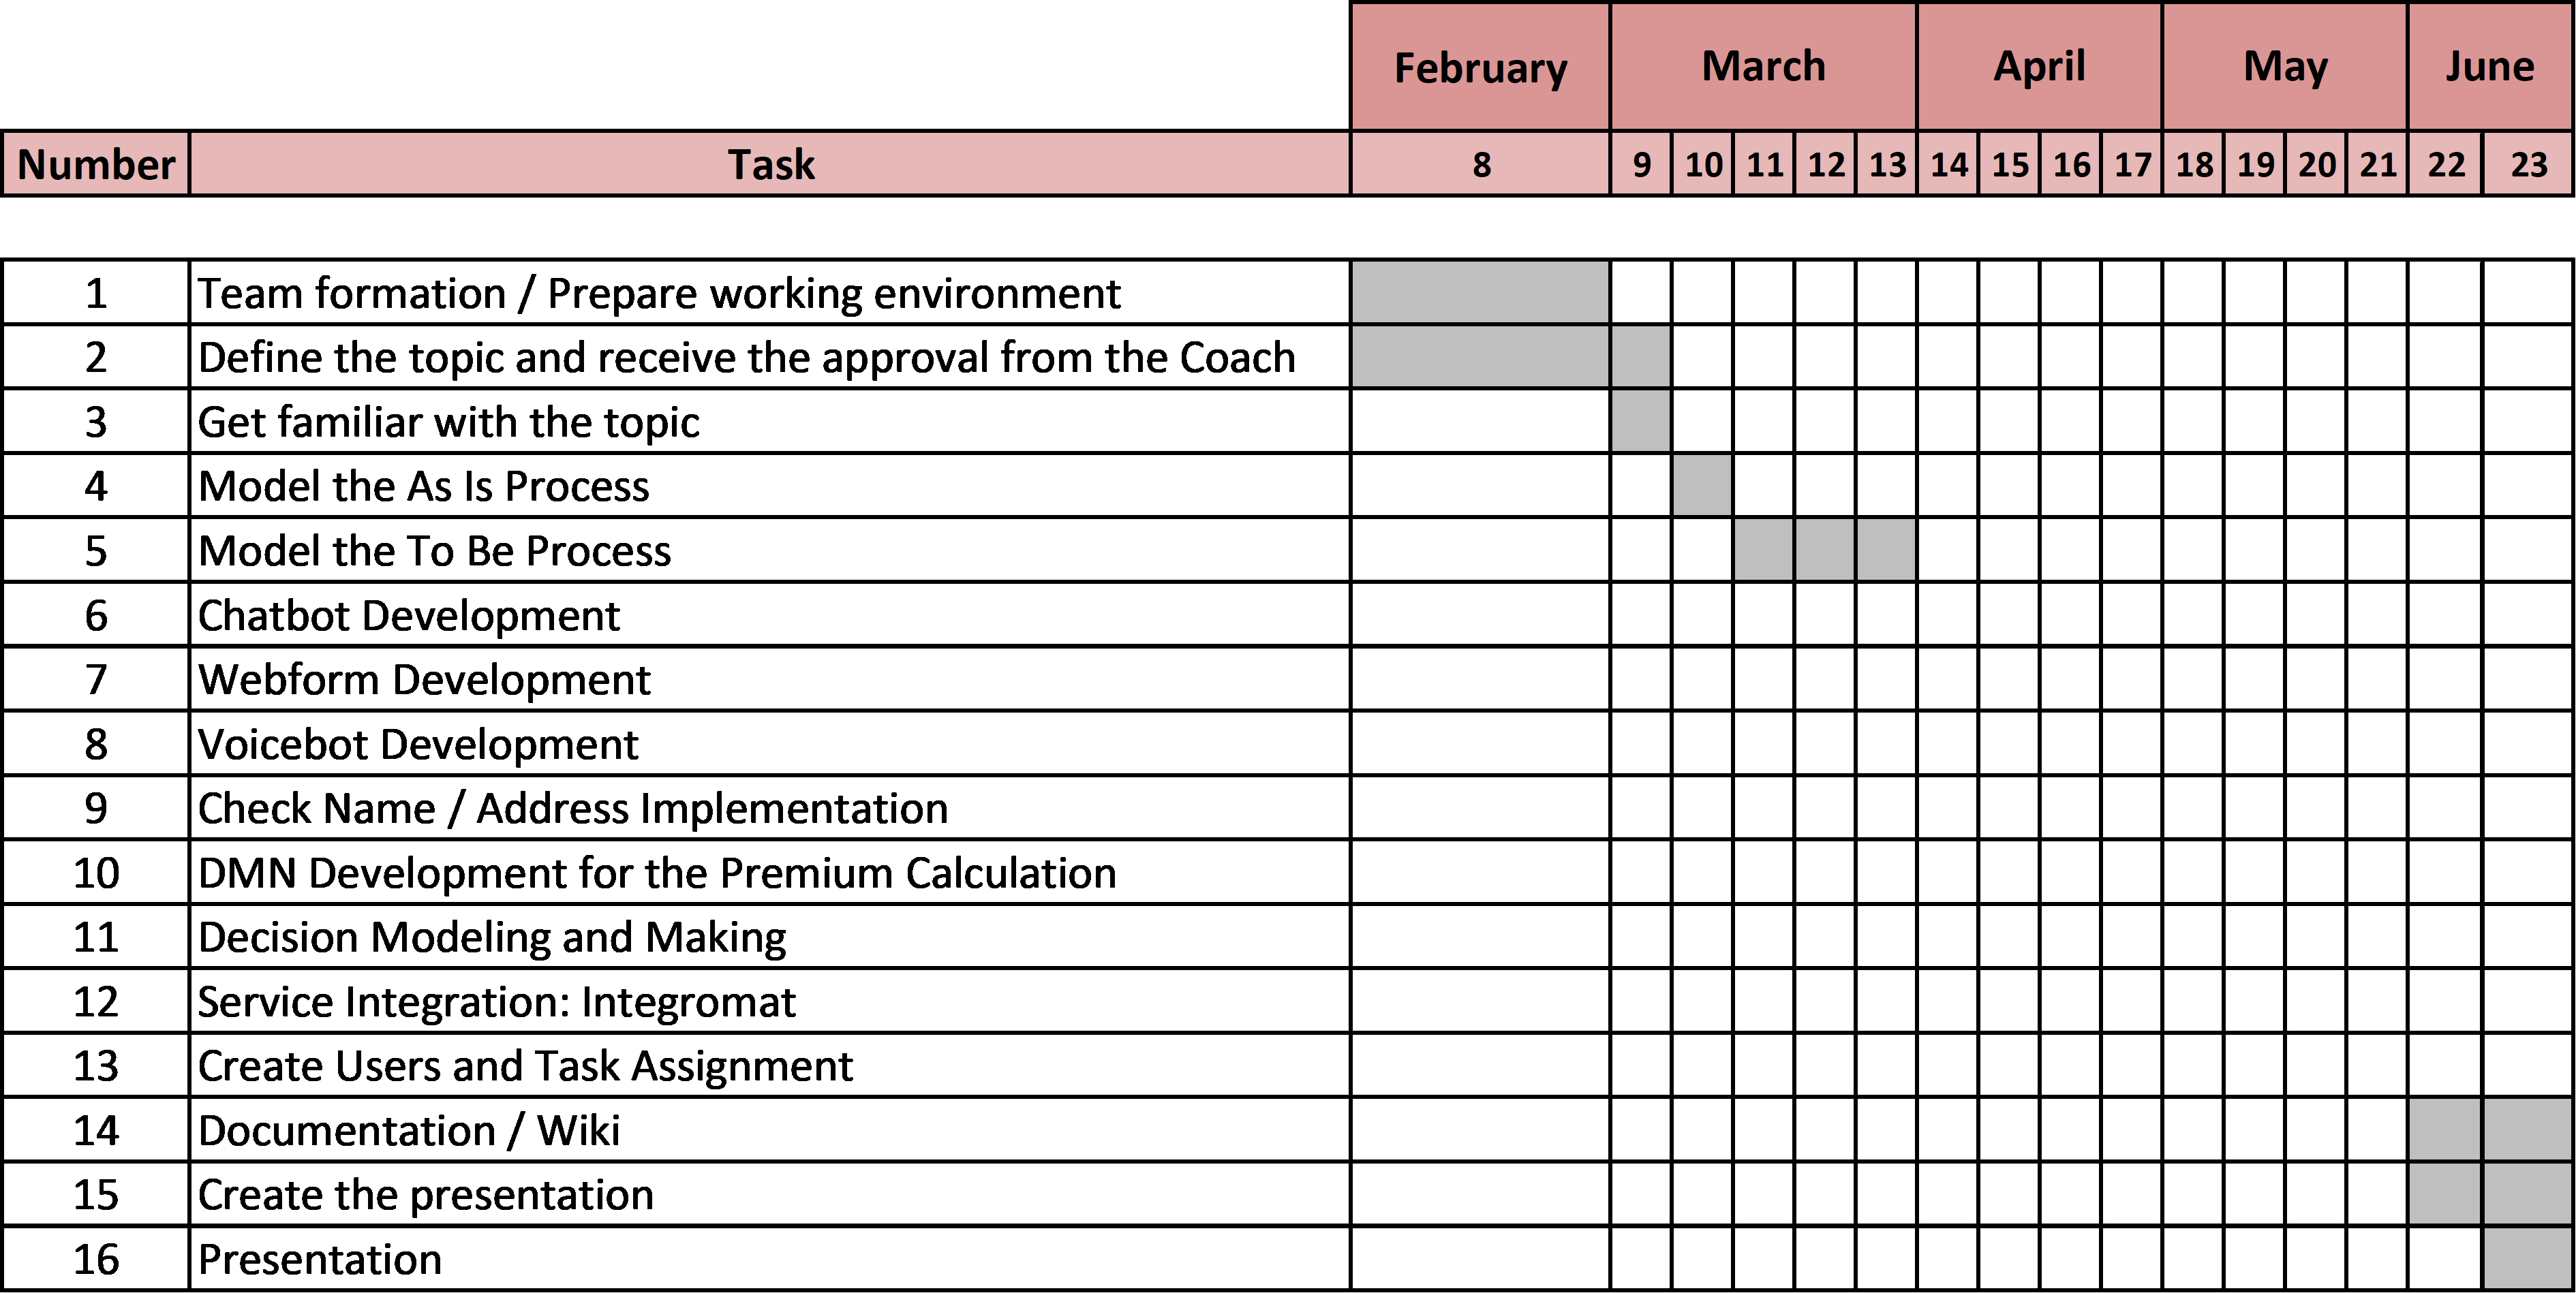 February March April May June
Number Task 8 9 10 11 12 13 14 15 16 17 18 19 20 21 22 23
1 Team formation / Prepare working environment
2 Define the topic and receive the approval from the Coach
3 Get familiar with the topic
4 Model the As Is Process
5 Model the To Be Process
6 Chatbot Development
7 Webform Development
8 Voicebot Development
9 Check Name / Address Implementation
10 DMN Development for the Premium Calculation
11 Decision Modeling and Making
12 Service Integration: Integromat
13 Create Users and Task Assignment
14 Documentation / Wiki
15 Create the presentation
16 Presentation